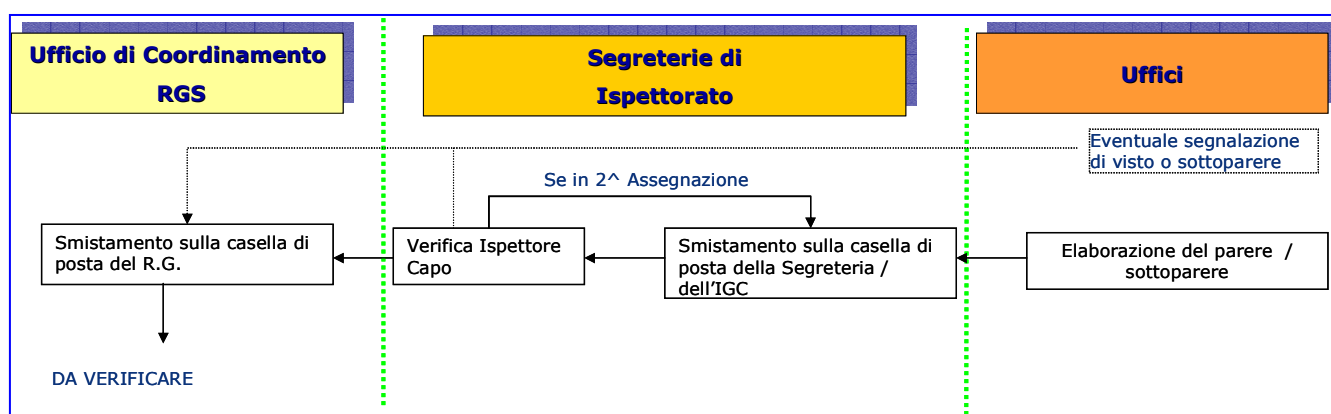 Ufficio di Coordinamento
RGS
Segreterie di
Ispettorato
Uffici
Eventuale segnalazione
di visto o sottoparere
Se in 2^ Assegnazione
Smistamento sulla casella di
posta del R.G.
Verifica Ispettore
Capo
Smistamento sulla casella di
posta della Segreteria /
dell’IGC
Elaborazione del parere /
sottoparere
DA VERIFICARE